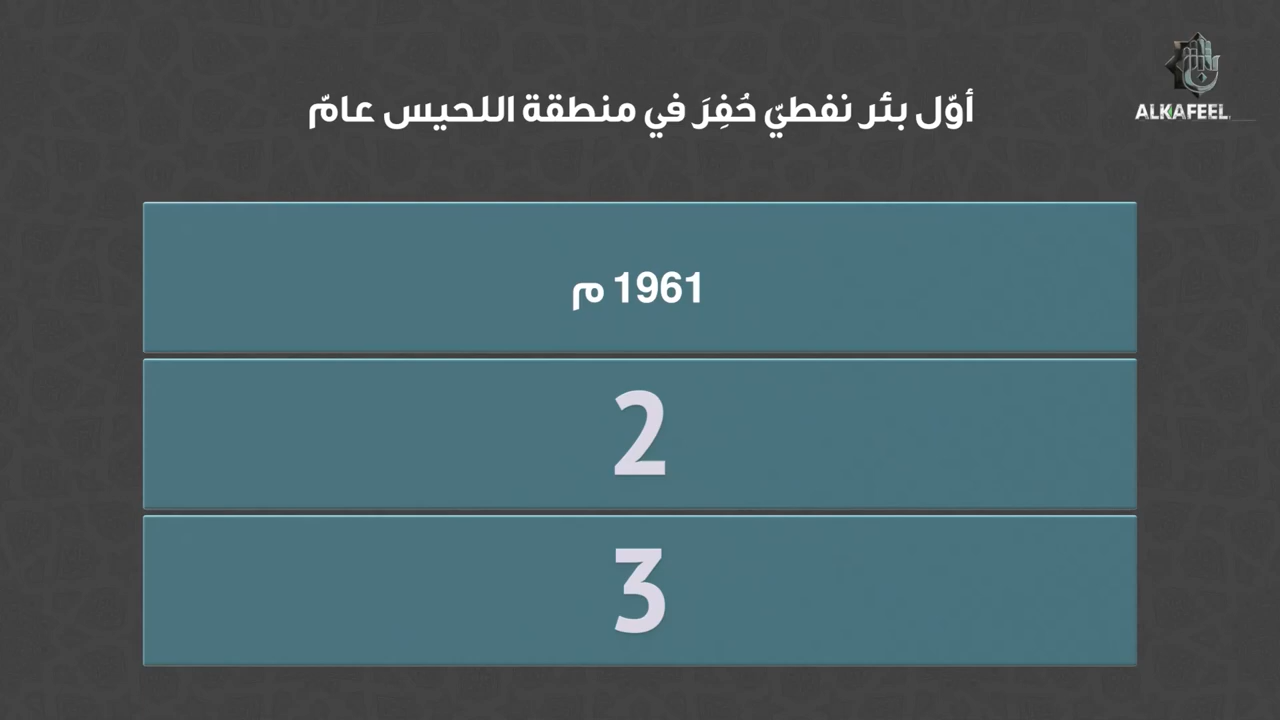 أوّل بئر نفطيّ حُفِرَ في منطقة اللحيس عامّ
ALKAFEEL
1961 م
2
3